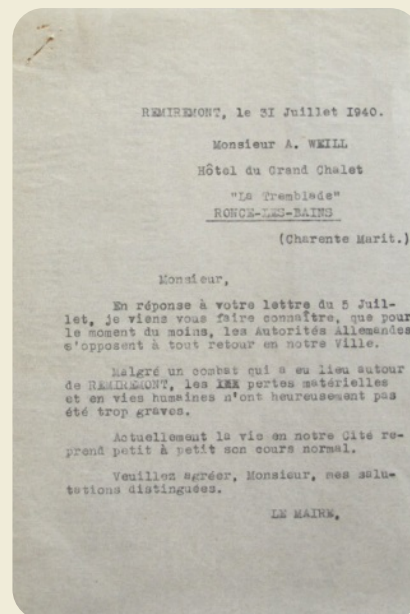 REMIREMONT, le 3I Juillet I940.
Monsieur A. WEILL
Hôtel du Grand Chalet
"La Tremblade"
RONCE-LES-BAINS
(Charente Marit.)
Monsieur,
En réponse à votre lettre du 5 Juil-
let, je viens vous faire connaître, que pour
le moment du moins, les Autorités Allemandes
s'opposent à tout retour en notre Ville.
Malgré un combat qui a eu lieu autour
de REMIREMONT, les pertes matérielles
et en vies humaines n'ont heureusement pas
été trop graves.
Actuellement la vie en notre Cité re-
prend petit à petit son cours normal.
Veuillez agréer, Monsieur, mes salu-
tations distinguées.
LE MAIRE,